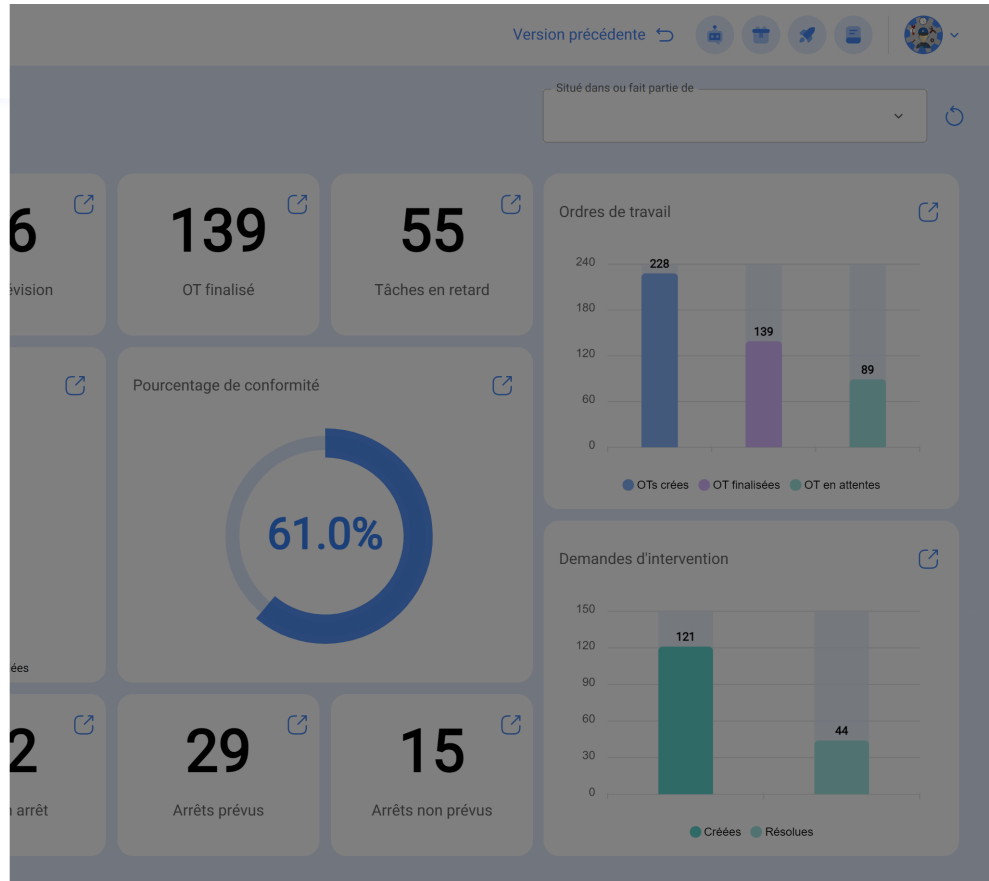 Version précédente
Situé dans ou fait partie de
6
évision
139
OT finalisé
55
Tâches en retard
Ordres de travail
240
180
120
60
0
228
139
89
OTs crées OT finalisées OT en attentes
ées
Pourcentage de conformité
61.0%
Demandes d'intervention
150
120
90
60
30
0
121
44
Créées Résolues
2
arrêt
29
Arrêts prévus
15
Arrêts non prévus